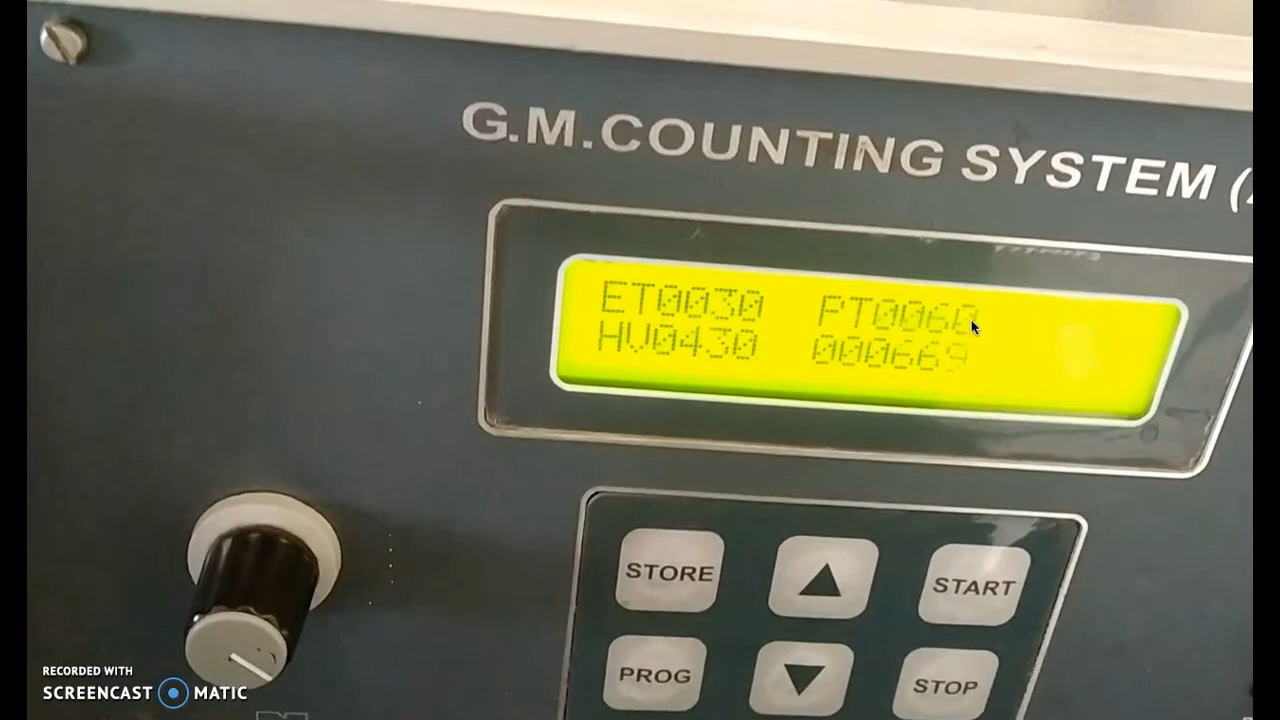 G.M.COUNTING SYSTEM (
ET0030 PT0060
HV0430 000669
STORE
START
PROG
STOP
RECORDED WITH
SCREENCAST MATIC